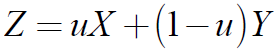 Z = uX + (1−u)Y